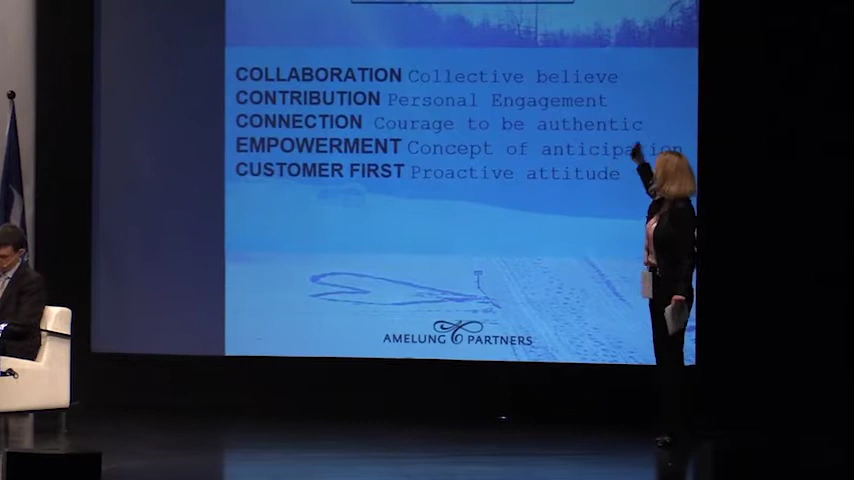 COLLABORATION Collective believe
CONTRIBUTION Personal Engagement
CONNECTION Courage to be authentic
EMPOWERMENT Concept of anticipation
CUSTOMER FIRST Proactive attitude
AMELUNG PARTNERS